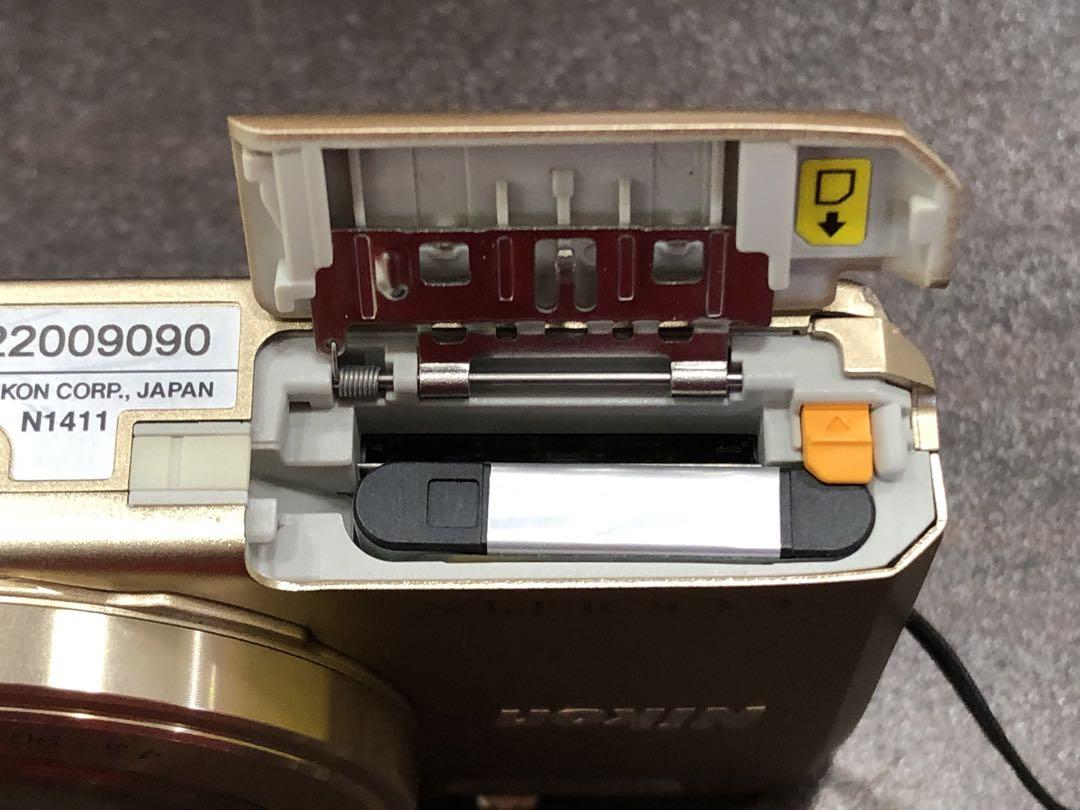 22009090
KON CORP., JAPAN
N1411
Nikon